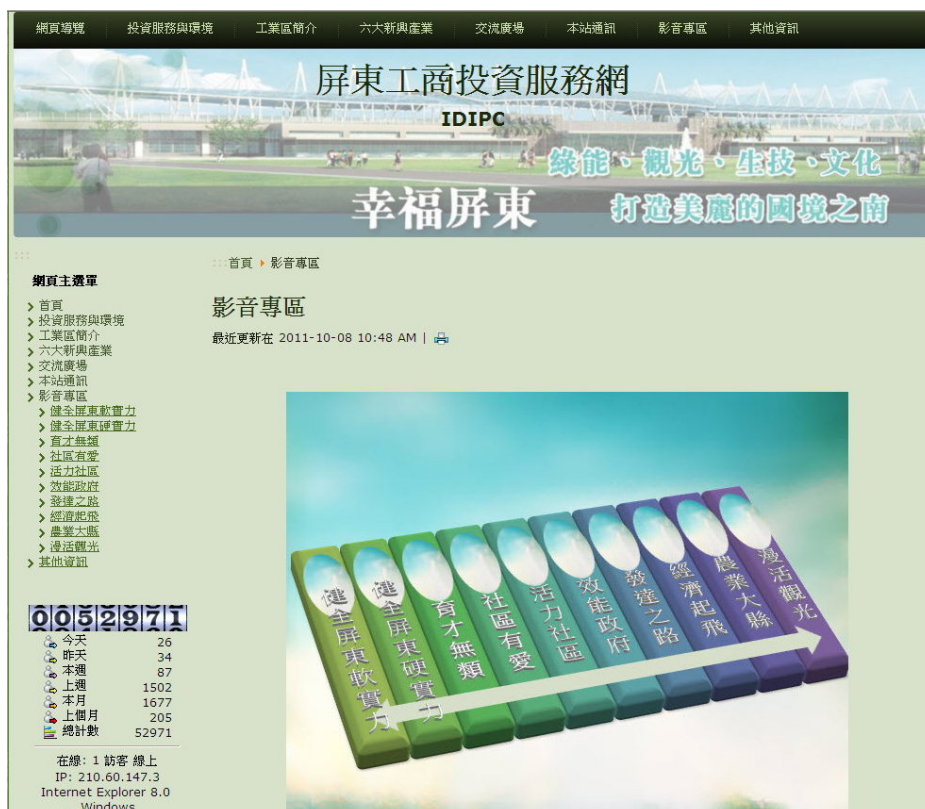 網頁導覽 投資服務與環境 工業區簡介 六大新興產業 交流廣場 本站通訊 影音專區 其他資訊
屏東工商投資服務網
IDIPC
綠能、觀光、生技、文化
幸福屏東 打造美麗的國境之南
網頁主選單
首頁
投資服務與環境
工業區簡介
六大新興產業
交流廣場
本站通訊
影音專區
健全屏東軟實力
健全屏東硬實力
育才無類
社區有愛
活力社區
效能政府
發達之路
經濟起飛
農業大縣
漫活觀光
其他資訊
0052971
今天 26
昨天 34
本週 87
上週 1502
本月 1677
上個月 205
總計數 52971
在線: 1 訪客 線上
IP: 210.60.147.3
Internet Explorer 8.0
Windows
首頁 影音專區
影音專區
最近更新在 2011-10-08 10:48 AM |
健全屏東軟實力
健全屏東硬實力
育才無類
社區有愛
活力社區
效能政府
發達之路
經濟起飛
農業大縣
漫活觀光